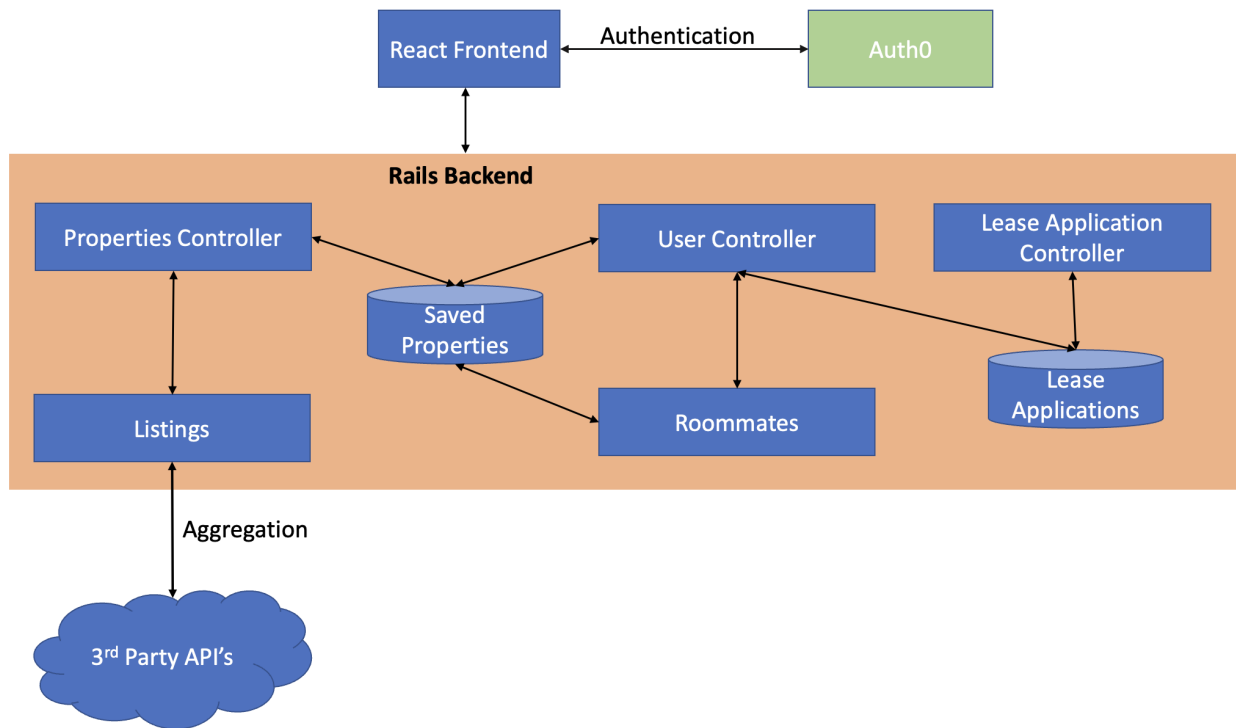 React Frontend
Authentication
Auth0
Rails Backend
Properties Controller
User Controller
Lease Application
Controller
Saved
Properties
Lease
Applications
Listings
Roommates
Aggregation
3rd Party API’s